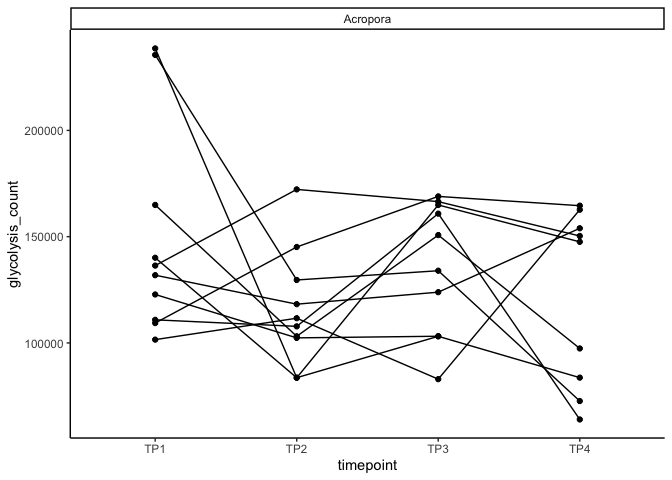 Acropora
glycolysis_count
200000
150000
100000
TP1 TP2 TP3 TP4
timepoint